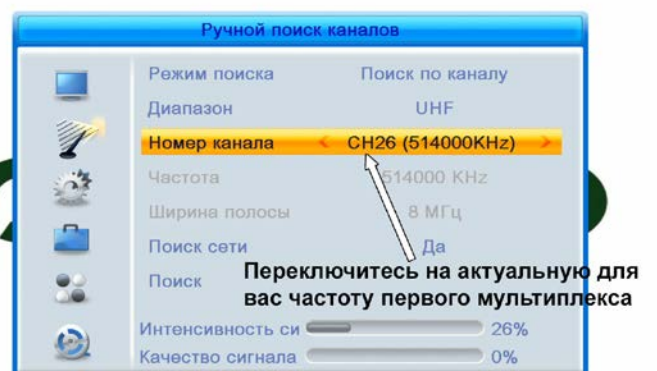 Ручной поиск каналов
Режим поиска Поиск по каналу
Диапазон UHF
Номер канала CH26 (514000KHz)
Частота 514000 KHz
Ширина полосы 8 МГц
Поиск сети Да
Поиск
Переключитесь на актуальную для
вас частоту первого мультиплекса
Интенсивность си 26%
Качество сигнала 0%